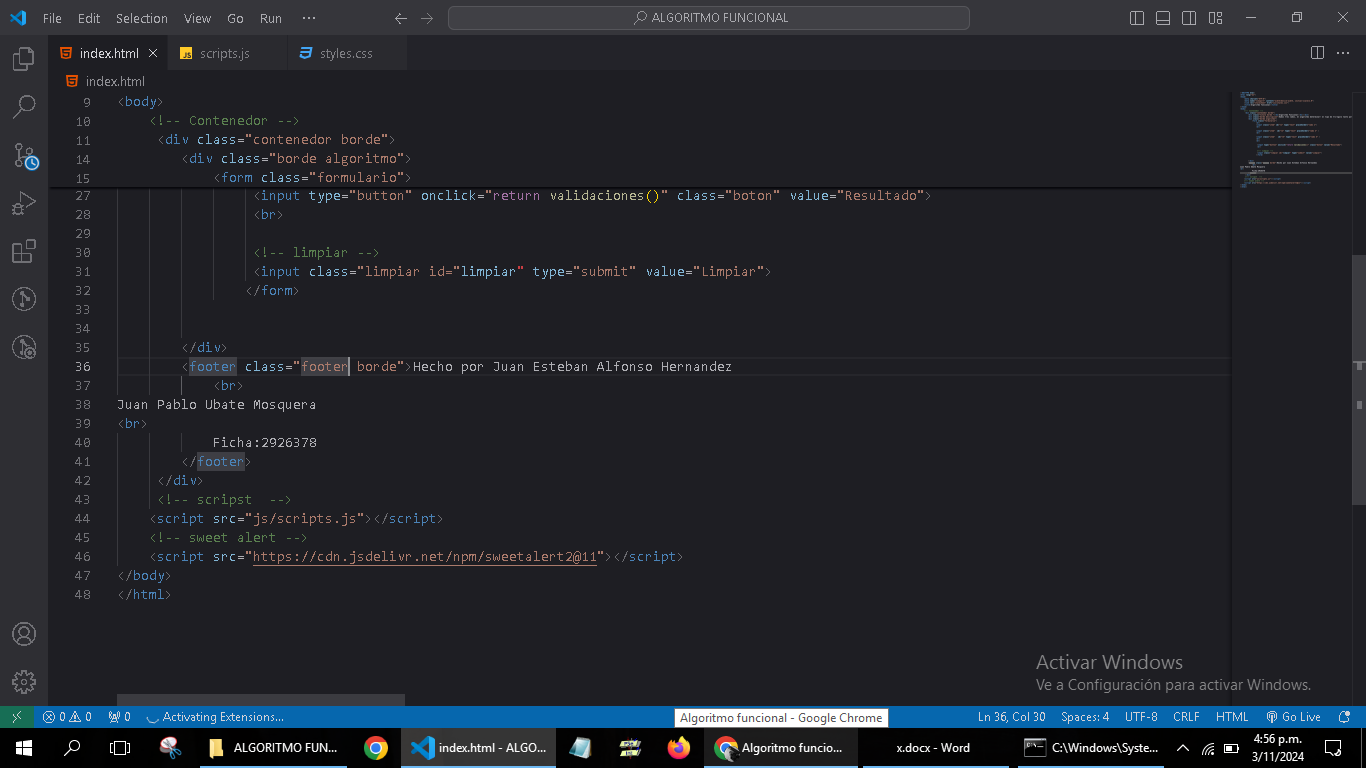 File Edit Selection View Go Run ··· ALGORITMO FUNCIONAL
index.html scripts.js styles.css
index.html
9 <body>
10 <!-- Contenedor -->
11 <div class="contenedor borde">
14 <div class="borde algoritmo">
15 <form class="formulario">
27 <input type="button" onclick="return validaciones()" class="boton" value="Resultado">
28 <br>
29
30 <!-- limpiar -->
31 <input class="limpiar id="limpiar" type="submit" value="Limpiar">
32 </form>
33
34
35 </div>
36 <footer class="footer borde">Hecho por Juan Esteban Alfonso Hernandez
37 <br>
38 Juan Pablo Ubate Mosquera
39 <br>
40 Ficha:2926378
41 </footer>
42 </div>
43 <!-- scripst  -->
44 <script src="js/scripts.js"></script>
45 <!-- sweet alert -->
46 <script src="https://cdn.jsdelivr.net/npm/sweetalert2@11"></script>
47 </body>
48 </html>
Activar Windows
Ve a Configuración para activar Windows.
0 0 0 Activating Extensions... Ln 36, Col 30 Spaces: 4 UTF-8 CRLF HTML Go Live
Algoritmo funcional - Google Chrome
ALGORITMO FUN... index.html - ALGO... Algoritmo funcio... x.docx - Word C:\Windows\Syste... 4:56 p.m.
3/11/2024